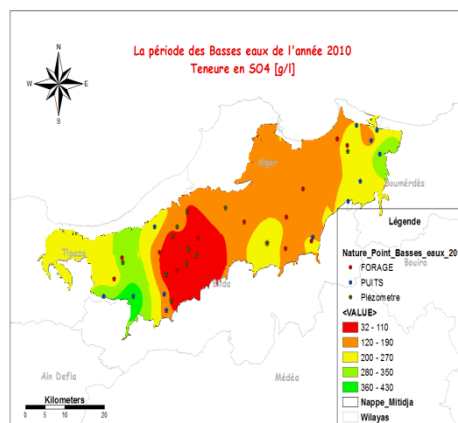 La période des Basses eaux de l'année 2010
Teneure en SO4 [g/l]
N
W E
S
Alger
Boumérdès
Tipaza
Blida
Bouira
Ain Defla
Médéa
Légende
Nature_Point_Basses_eaux_20
FORAGE
PUITS
Piézometre
<VALUE>
32 - 110
120 - 190
200 - 270
280 - 350
360 - 430
Nappe_Mitidja
Wilayas
Kilometers
0 5 10 20